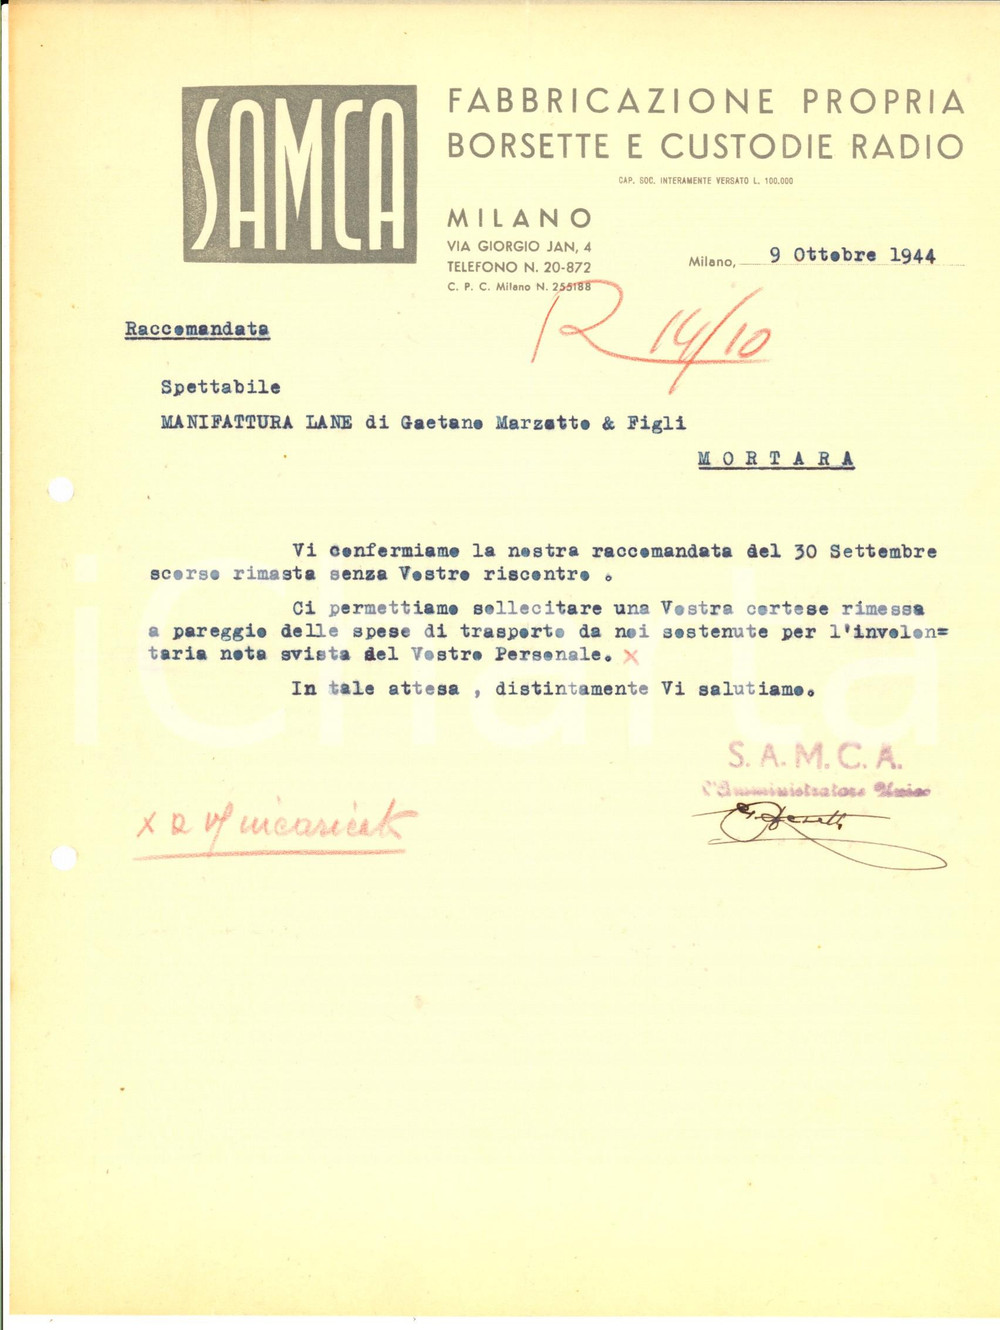 SAMCA
FABBRICAZIONE PROPRIA
BORSETTE E CUSTODIE RADIO
CAP. SOC. INTERAMENTE VERSATO L. 100.000
MILANO
VIA GIORGIO JAN, 4
TELEFONO N. 20-872
C. P. C. Milano N. 255188
Milano, 9 Ottobre 1944
R 14/10
Raccomandata
Spettabile
MANIFATTURA LANE di Gaetano Marzotto & Figli
MORTARA
Vi confermiamo la nostra raccomandata del 30 Settembre
scorso rimasta senza Vostro riscontro .
Ci permettiamo sollecitare una Vostra cortese rimessa
a pareggio delle spese di trasporto da noi sostenute per l'involon=
taria nota svista del Vostro Personale. x
In tale attesa , distintamente Vi salutiamo.
S. A. M. C. A.
l'Amministratore Unico
iCharta